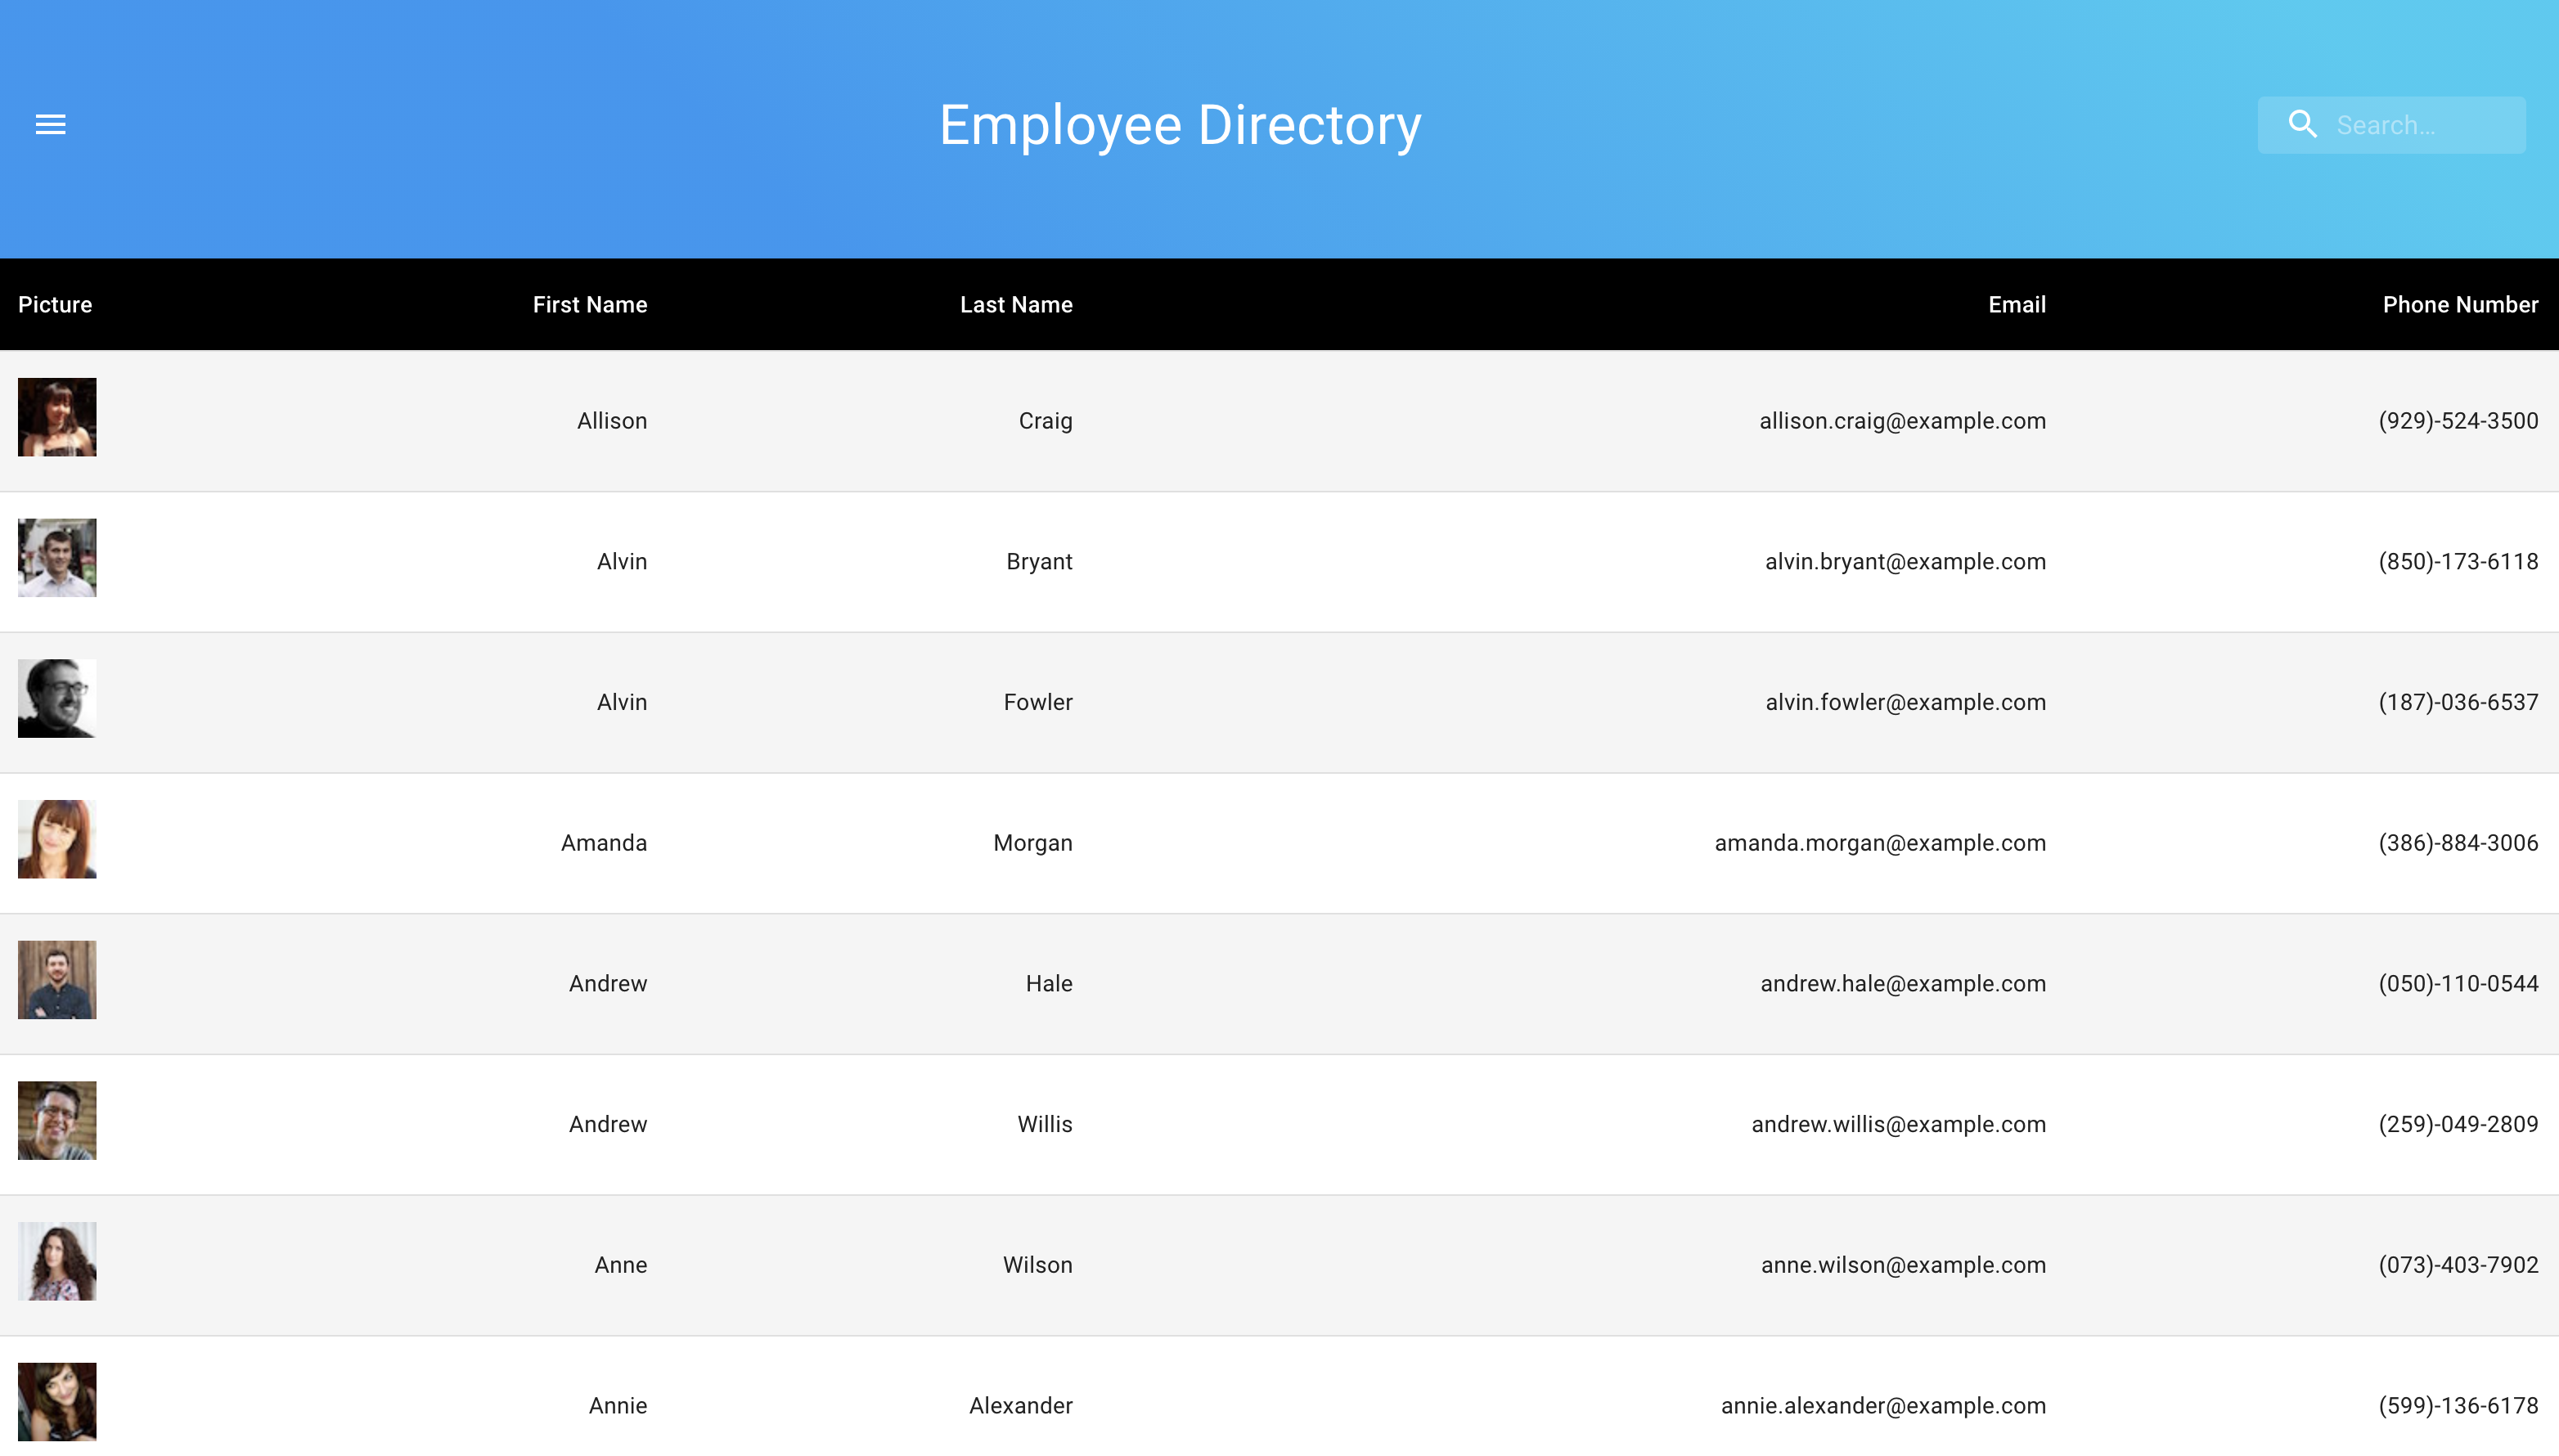 Employee Directory
Search...
Picture First Name Last Name Email Phone Number
Allison Craig allison.craig@example.com (929)-524-3500
Alvin Bryant alvin.bryant@example.com (850)-173-6118
Alvin Fowler alvin.fowler@example.com (187)-036-6537
Amanda Morgan amanda.morgan@example.com (386)-884-3006
Andrew Hale andrew.hale@example.com (050)-110-0544
Andrew Willis andrew.willis@example.com (259)-049-2809
Anne Wilson anne.wilson@example.com (073)-403-7902
Annie Alexander annie.alexander@example.com (599)-136-6178